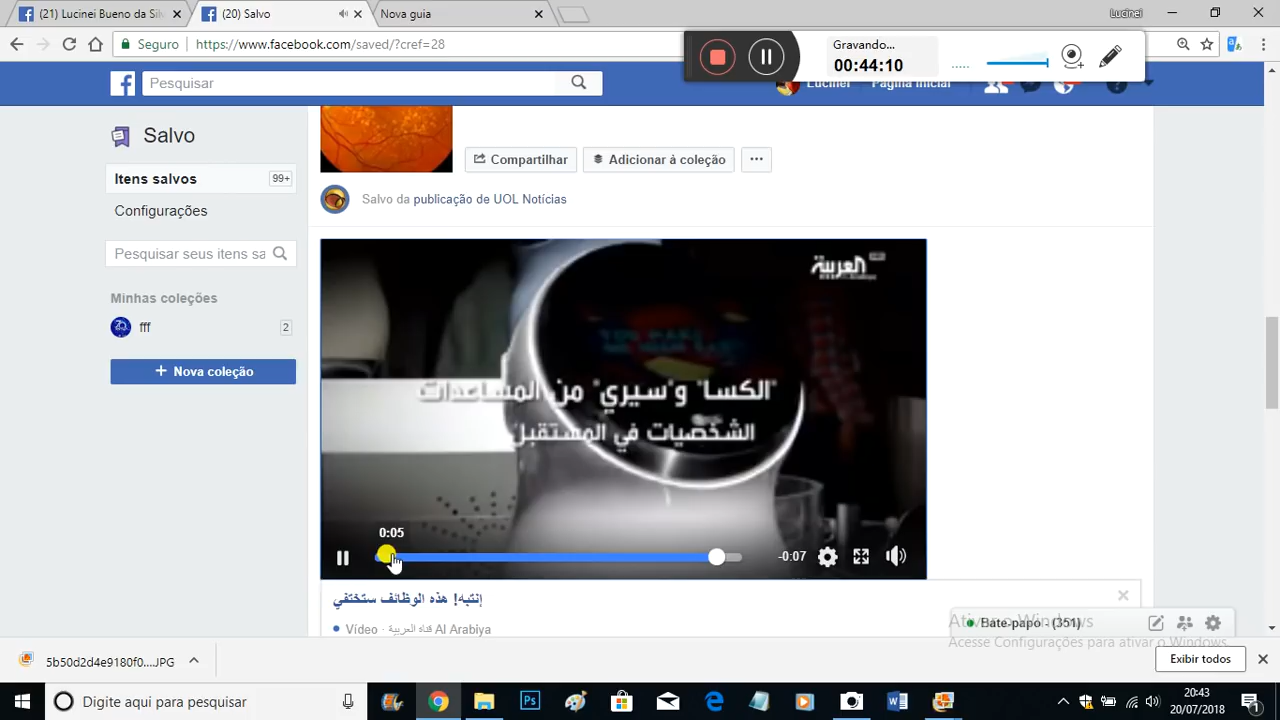 (21) Lucinei Bueno da Sil
(20) Salvo
Nova guia
Lucinei
Seguro
https://www.facebook.com/saved/?cref=28
Gravando...
00:44:10
Pesquisar
Lucinei
Página inicial
Salvo
Itens salvos
99+
Configurações
Pesquisar seus itens sa
Minhas coleções
fff
2
+ Nova coleção
Compartilhar
Adicionar à coleção
Salvo da publicação de UOL Notícias
العربية
"الكسا" و"سيري" من المساعدات
الشخصيات في المستقبل
0:05
-0:07
إنتبه! هذه الوظائف ستختفي
Vídeo · قناة العربية Al Arabiya
Bate-papo (351)
Acesse Configurações para ativar o Windows.
5b50d2d4e9180f0....JPG
Exibir todos
Digite aqui para pesquisar
20:43
20/07/2018
1